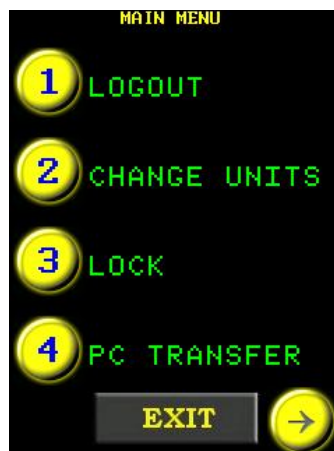 MAIN MENU
1 LOGOUT
2 CHANGE UNITS
3 LOCK
4 PC TRANSFER
EXIT →